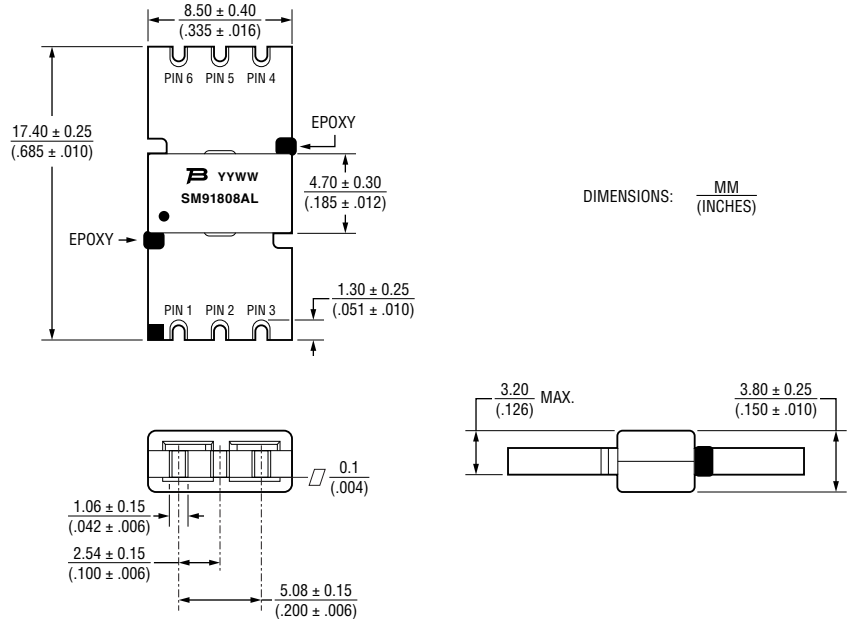 8.50 ± 0.40
(.335 ± .016)
PIN 6 PIN 5 PIN 4
17.40 ± 0.25
(.685 ± .010)
EPOXY
YYWW
SM91808AL
4.70 ± 0.30
(.185 ± .012)
DIMENSIONS: MM
(INCHES)
EPOXY
1.30 ± 0.25
(.051 ± .010)
PIN 1 PIN 2 PIN 3
3.20 MAX.
(.126)
3.80 ± 0.25
(.150 ± .010)
0.1
(.004)
1.06 ± 0.15
(.042 ± .006)
2.54 ± 0.15
(.100 ± .006)
5.08 ± 0.15
(.200 ± .006)